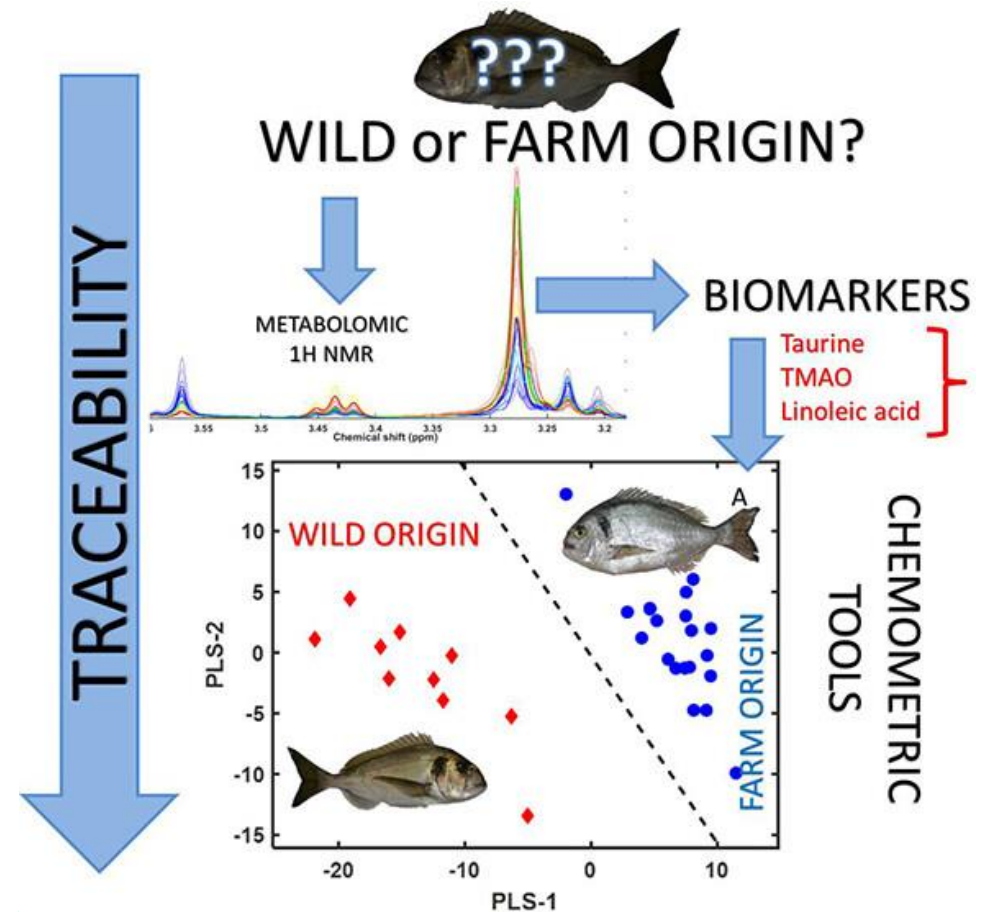 ???
WILD or FARM ORIGIN?
TRACEABILITY
METABOLOMIC
1H NMR
BIOMARKERS
Taurine
TMAO
Linoleic acid
3.55
3.5
3.45
3.4
3.35
3.3
3.25
3.2
Chemical shift (ppm)
CHEMOMETRIC
TOOLS
A
WILD ORIGIN
FARM ORIGIN
15
10
5
0
-5
-10
-15
PLS-2
-20
-10
0
10
PLS-1